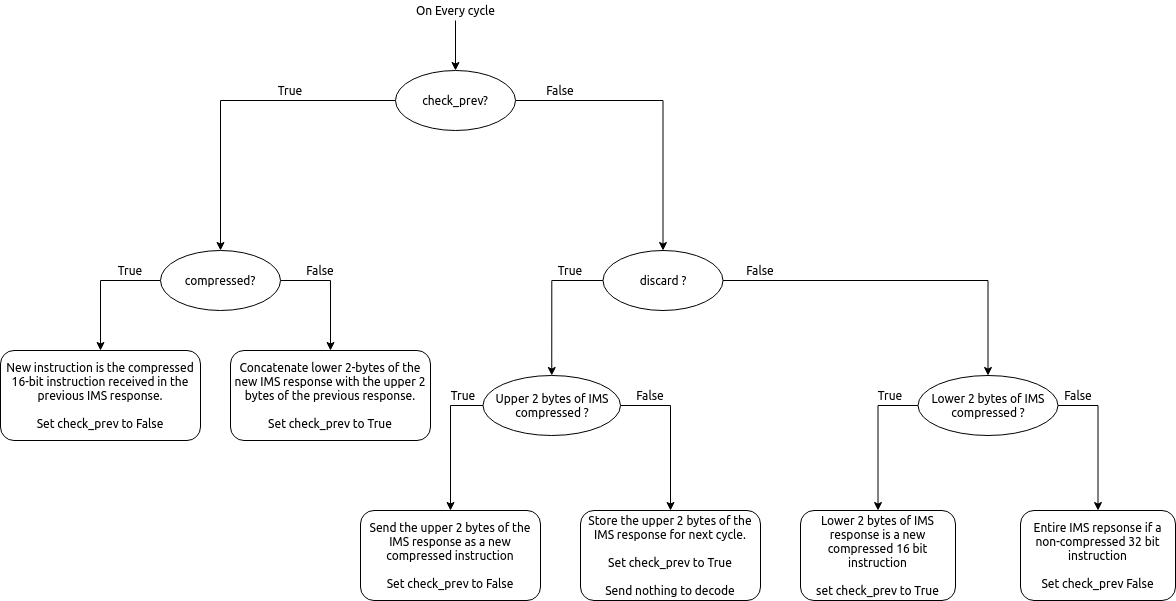 On Every cycle
True
False
check_prev?
True
False
True
False
compressed?
discard ?
New instruction is the compressed
16-bit instruction received in the
previous IMS response.
Set check_prev to False
Concatenate lower 2-bytes of the
new IMS response with the upper 2
bytes of the previous response.
Set check_prev to True
True
False
True
False
Upper 2 bytes of IMS
compressed ?
Lower 2 bytes of IMS
compressed ?
Send the upper 2 bytes of the
IMS response as a new
compressed instruction
Set check_prev to False
Store the upper 2 bytes of the
IMS response for next cycle.
Set check_prev to True
Send nothing to decode
Lower 2 bytes of IMS
response is a new
compressed 16 bit
instruction
set check_prev to True
Entire IMS repsonse if a
non-compressed 32 bit
instruction
Set check_prev False